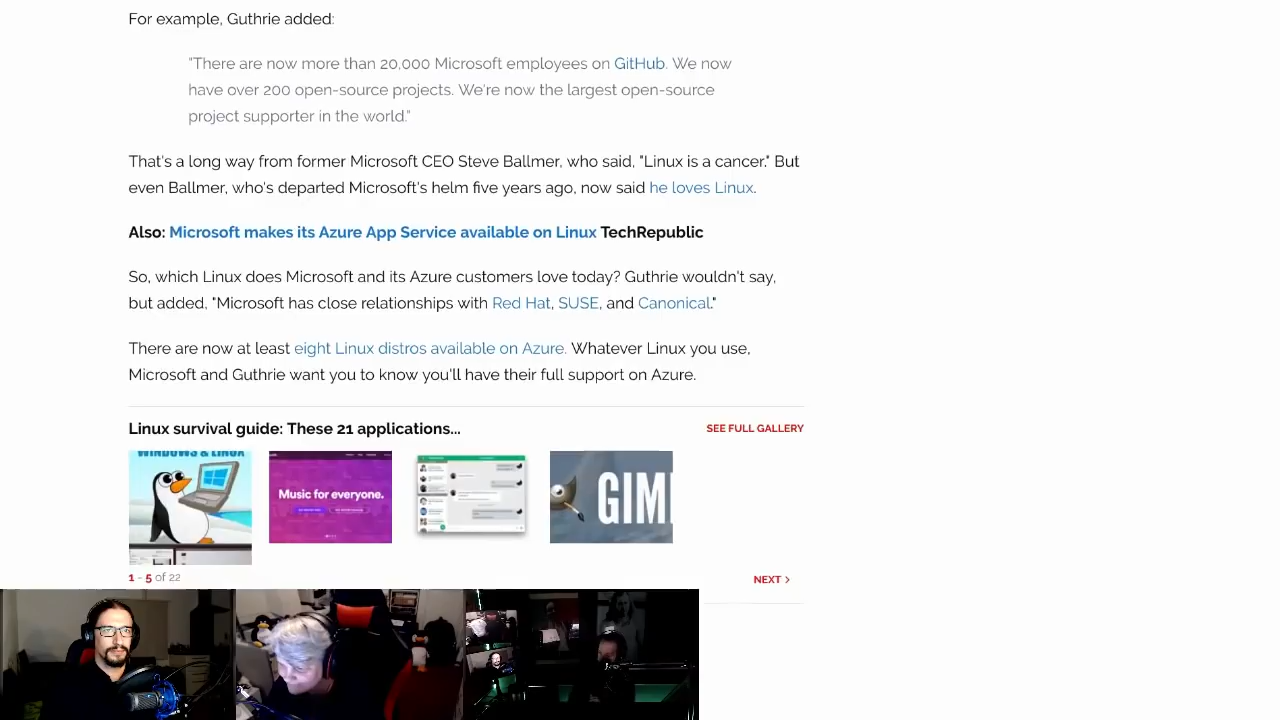 For example, Guthrie added:
"There are now more than 20,000 Microsoft employees on GitHub. We now
have over 200 open-source projects. We're now the largest open-source
project supporter in the world."
That's a long way from former Microsoft CEO Steve Ballmer, who said, "Linux is a cancer." But
even Ballmer, who's departed Microsoft's helm five years ago, now said he loves Linux.
Also: Microsoft makes its Azure App Service available on Linux TechRepublic
So, which Linux does Microsoft and its Azure customers love today? Guthrie wouldn't say,
but added, "Microsoft has close relationships with Red Hat, SUSE, and Canonical."
There are now at least eight Linux distros available on Azure. Whatever Linux you use,
Microsoft and Guthrie want you to know you'll have their full support on Azure.
Linux survival guide: These 21 applications...
SEE FULL GALLERY
WINDOWS & LINUX
Music for everyone.
GIM
1 - 5 of 22
NEXT >